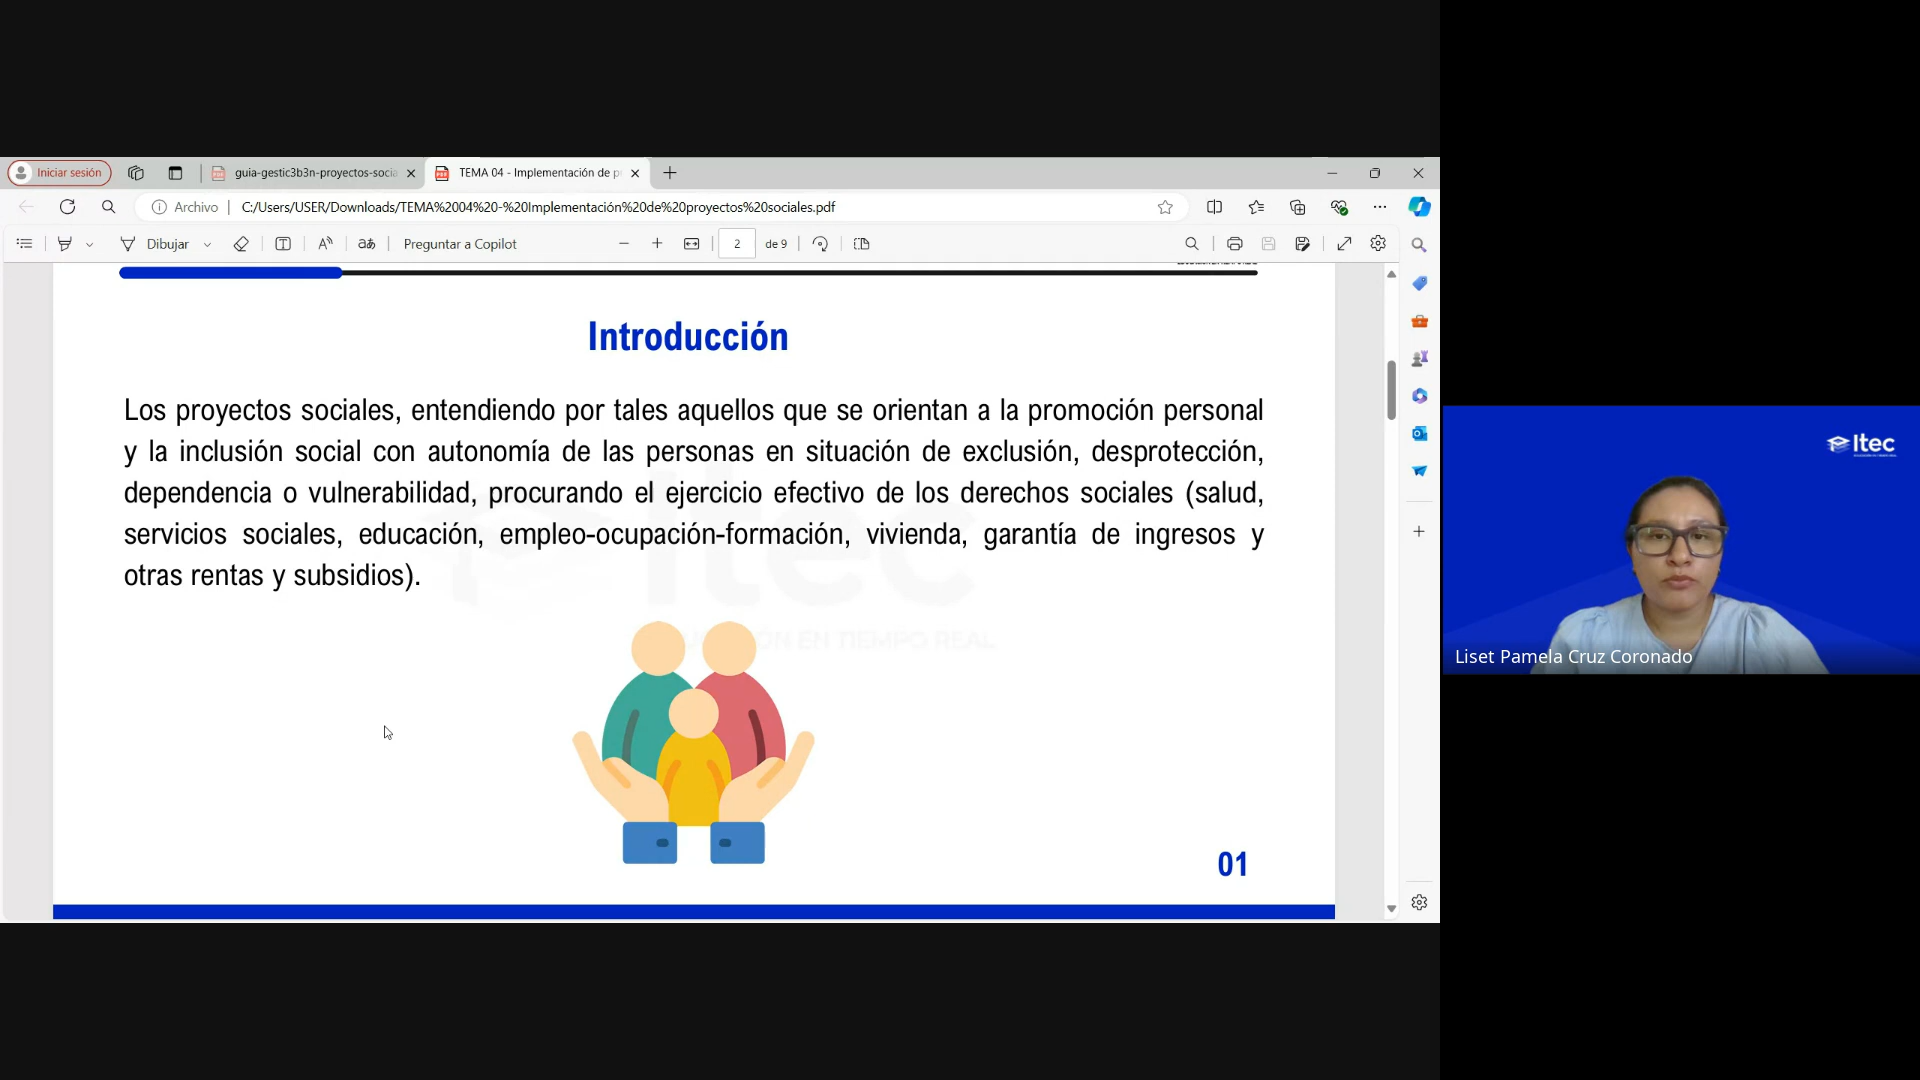 Iniciar sesión
guia-gestic3b3n-proyectos-socia
TEMA 04 - Implementación de p
Archivo
C:/Users/USER/Downloads/TEMA%2004%20-%20Implementación%20de%20proyectos%20sociales.pdf
Dibujar
Preguntar a Copilot
2
de 9
Introducción
Los proyectos sociales, entendiendo por tales aquellos que se orientan a la promoción personal
y la inclusión social con autonomía de las personas en situación de exclusión, desprotección,
dependencia o vulnerabilidad, procurando el ejercicio efectivo de los derechos sociales (salud,
servicios sociales, educación, empleo-ocupación-formación, vivienda, garantía de ingresos y
otras rentas y subsidios).
Itec
EN TIEMPO REAL
01
Itec
Liset Pamela Cruz Coronado